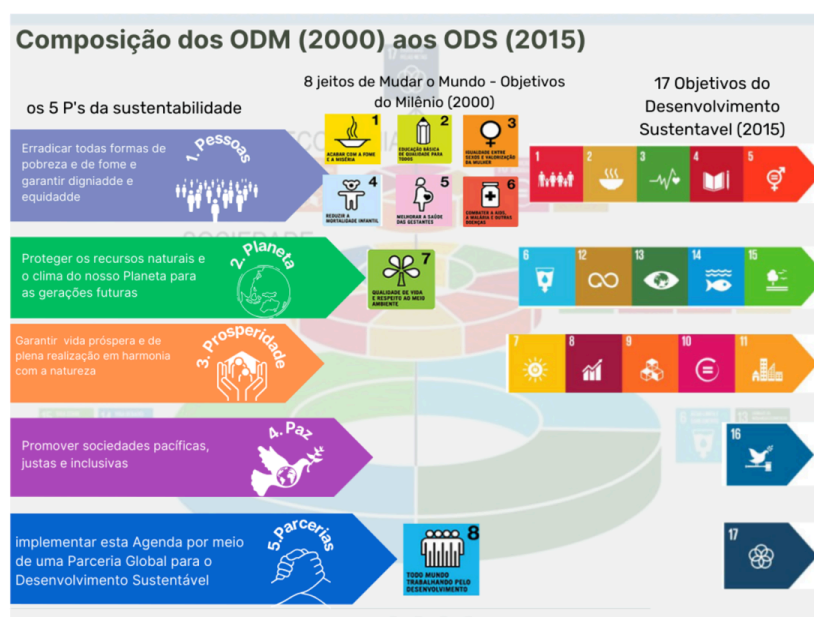 Composição dos ODM (2000) aos ODS (2015)
os 5 P's da sustentabilidade
8 jeitos de Mudar o Mundo - Objetivos
do Milênio (2000)
17 Objetivos do
Desenvolvimento
Sustentavel (2015)
Erradicar todas formas de
pobreza e de fome e
garantir digniadde e
equidadde
1. Pessoas
1
ACABAR COM A FOME
E A MISÉRIA
2
EDUCAÇÃO BÁSICA
DE QUALIDADE PARA
TODOS
3
IGUALDADE ENTRE
SEXOS E VALORIZAÇÃO
DA MULHER
4
REDUZIR A
MORTALIDADE INFANTIL
5
MELHORAR A SAÚDE
DAS GESTANTES
6
COMBATER A AIDS,
A MALÁRIA E OUTRAS
DOENÇAS
1
2
3
4
5
SOCIEDADE
Proteger os recursos naturais e
o clima do nosso Planeta para
as gerações futuras
2. Planeta
7
QUALIDADE DE VIDA
E RESPEITO AO MEIO
AMBIENTE
6
12
13
14
15
Garantir vida próspera e de
plena realização em harmonia
com a natureza
3. Prosperidade
7
8
9
10
11
Promover sociedades pacíficas,
justas e inclusivas
4. Paz
16
implementar esta Agenda por meio
de uma Parceria Global para o
Desenvolvimento Sustentável
5.Parcerias
8
TODO MUNDO
TRABALHANDO PELO
DESENVOLVIMENTO
17